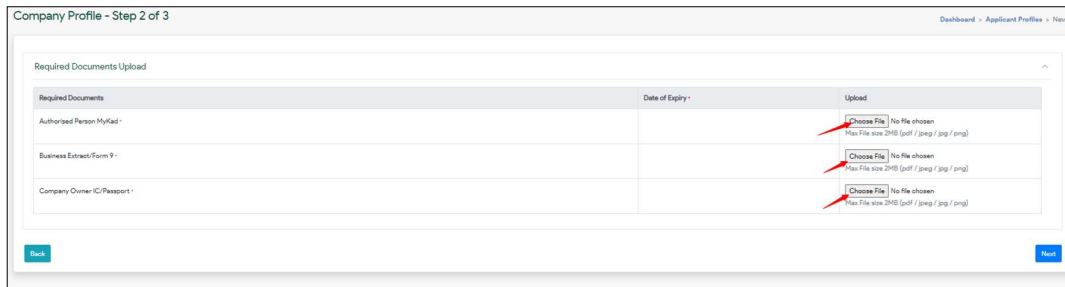 Company Profile - Step 2 of 3
Dashboard > Applicant Profiles > New
Required Documents Upload
Required Documents Date of Expiry * Upload
Authorised Person MyKad * Choose File No file chosen
Max File size 2MB (pdf / jpeg / jpg / png)
Business Extract/Form 9 * Choose File No file chosen
Max File size 2MB (pdf / jpeg / jpg / png)
Company Owner IC/Passport * Choose File No file chosen
Max File size 2MB (pdf / jpeg / jpg / png)
Back Next